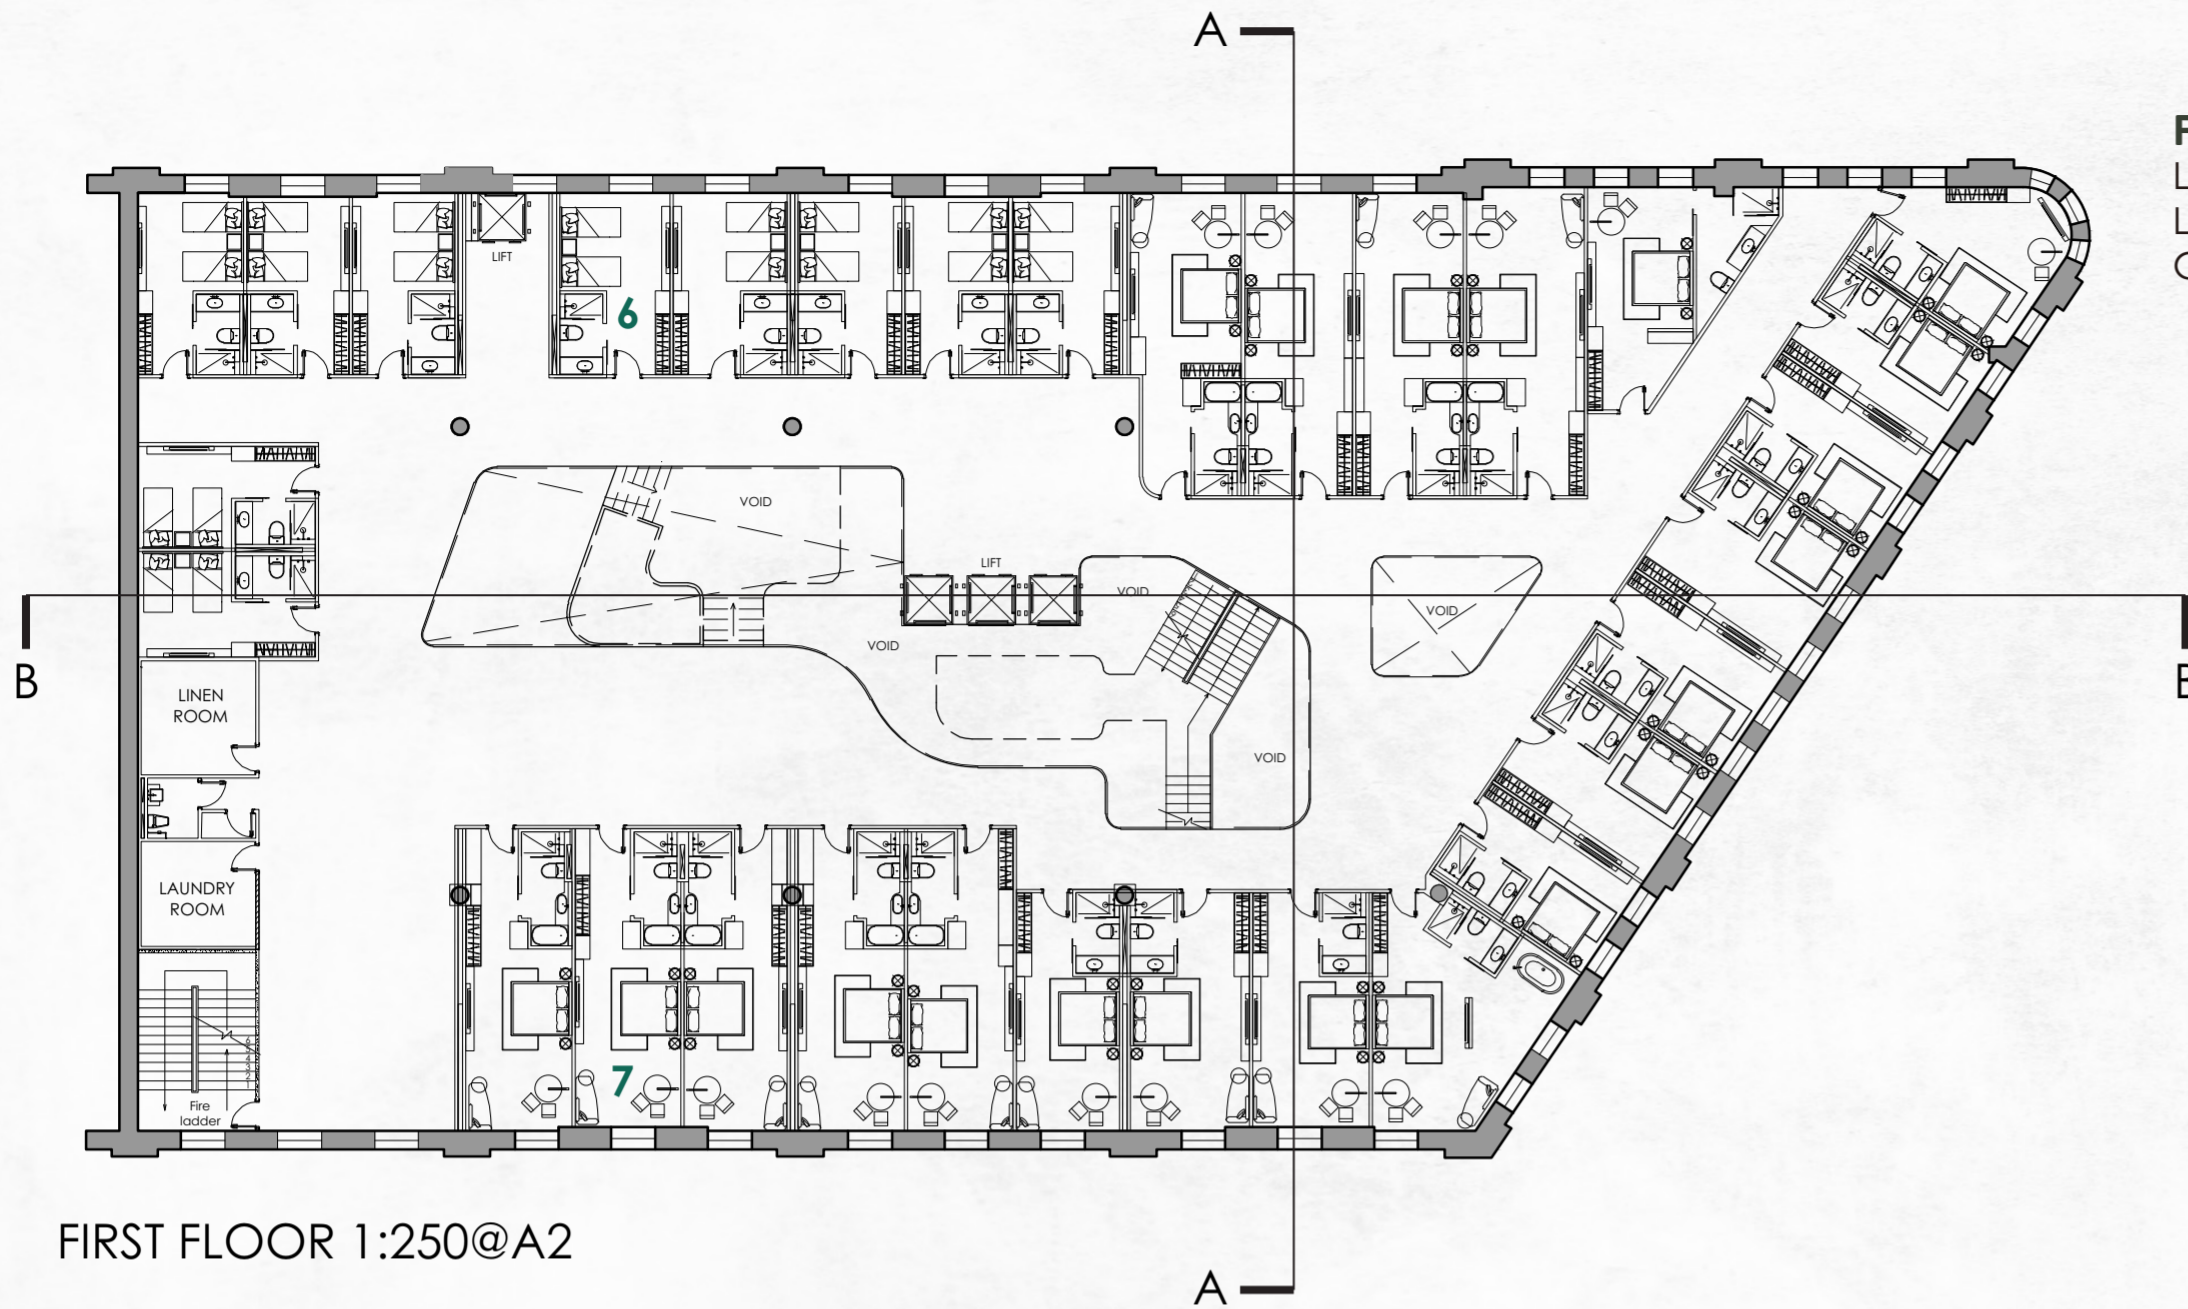 A
F
L
L
C
LIFT
6
VOID
LIFT
VOID
VOID
VOID
B
B
LINEN
ROOM
VOID
LAUNDRY
ROOM
7
Fire
ladder
FIRST FLOOR 1:250@A2
A